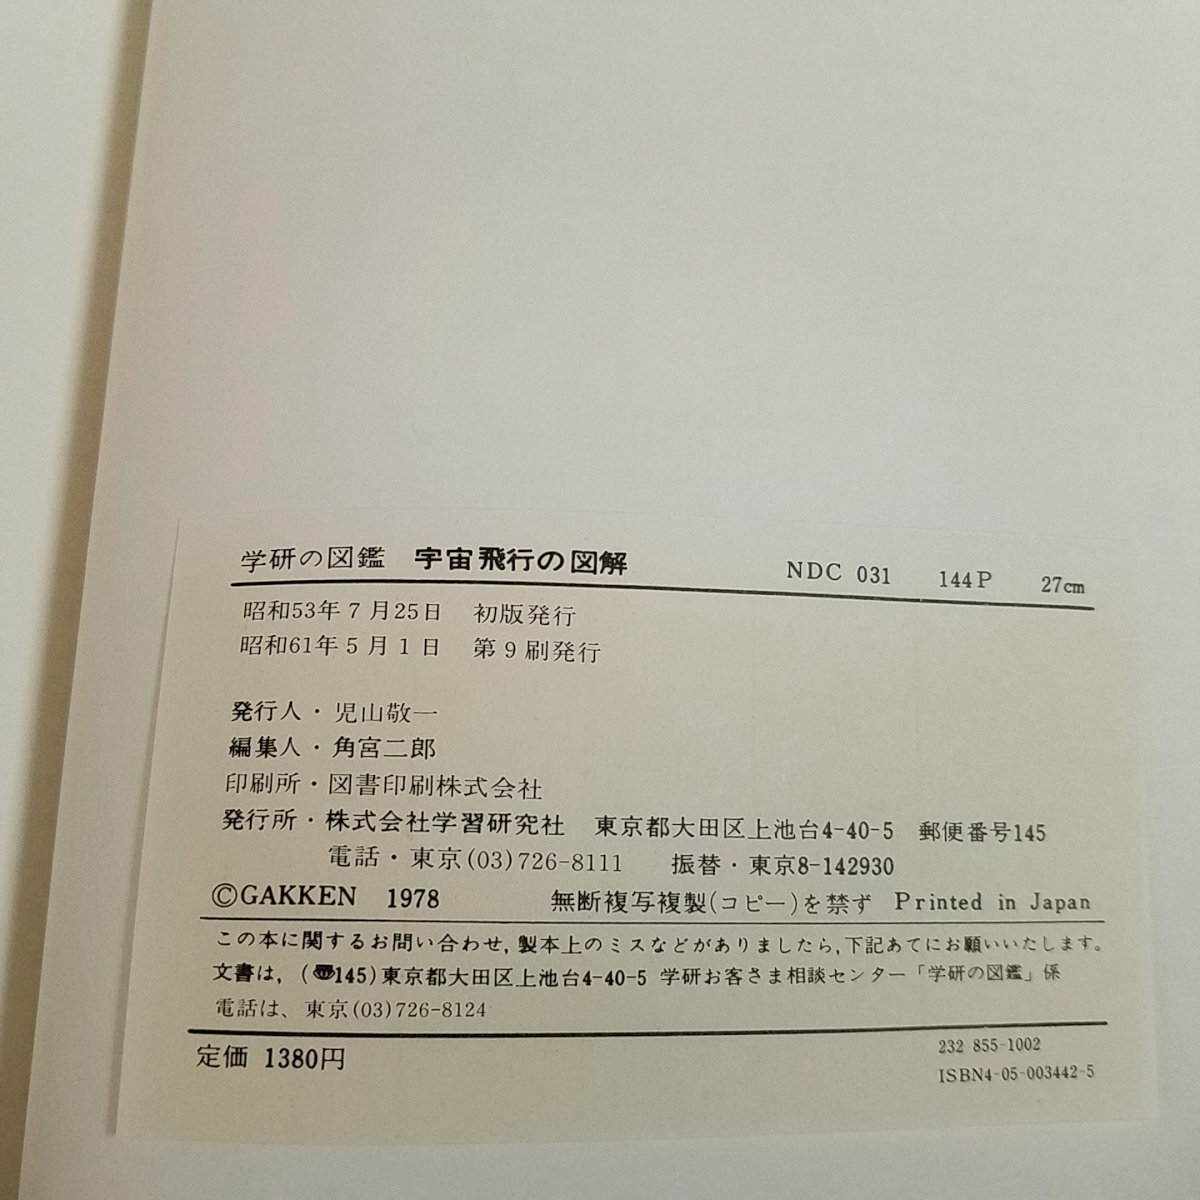 学研の図鑑 宇宙飛行の図解 NDC 031 144P 27cm
昭和53年7月25日 初版発行
昭和61年5月1日 第9刷発行
発行人・児山敬一
編集人・角宮二郎
印刷所・図書印刷株式会社
発行所・株式会社学習研究社 東京都大田区上池台4-40-5 郵便番号145
電話・東京(03)726-8111 振替・東京8-142930
©GAKKEN 1978 無断複写複製(コピー)を禁ず Printed in Japan
この本に関するお問い合わせ,製本上のミスなどがありましたら,下記あてにお願いいたします。
文書は,(〠145)東京都大田区上池台4-40-5 学研お客さま相談センター「学研の図鑑」係
電話は、東京(03)726-8124
定価 1380円
232 855-1002
ISBN4-05-003442-5